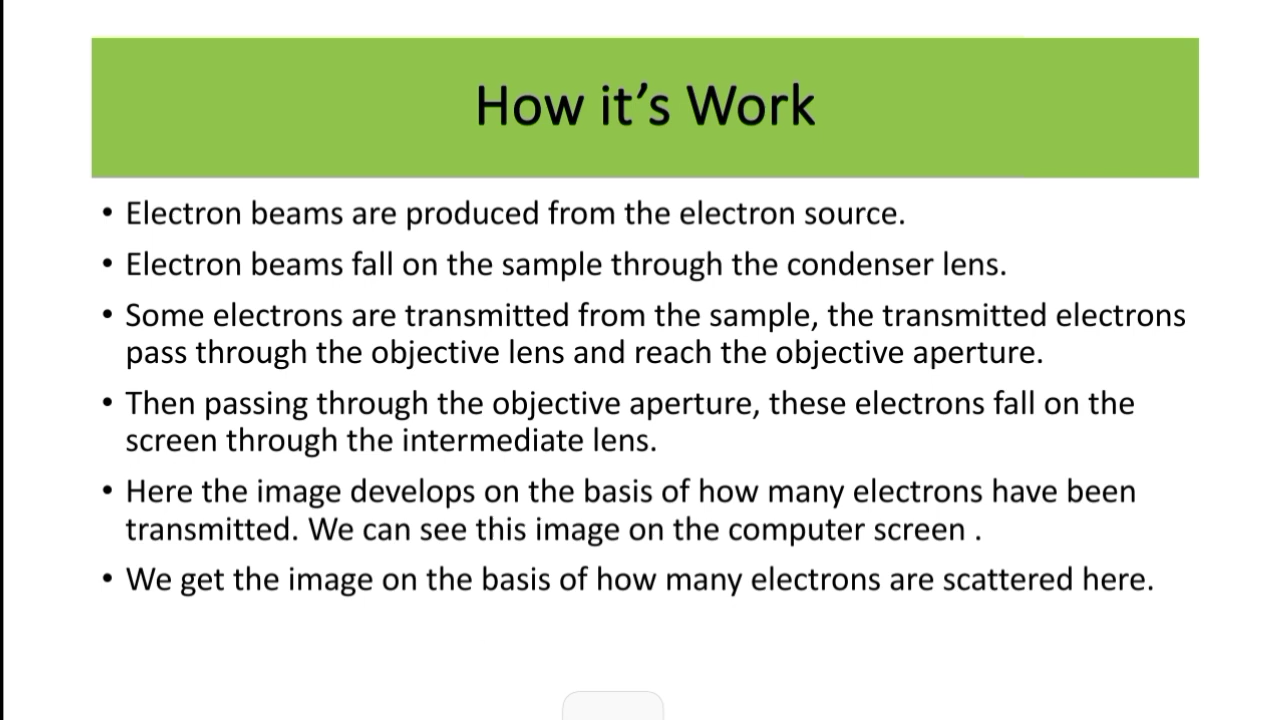 How it’s Work
• Electron beams are produced from the electron source.
• Electron beams fall on the sample through the condenser lens.
• Some electrons are transmitted from the sample, the transmitted electrons
pass through the objective lens and reach the objective aperture.
• Then passing through the objective aperture, these electrons fall on the
screen through the intermediate lens.
• Here the image develops on the basis of how many electrons have been
transmitted. We can see this image on the computer screen .
• We get the image on the basis of how many electrons are scattered here.